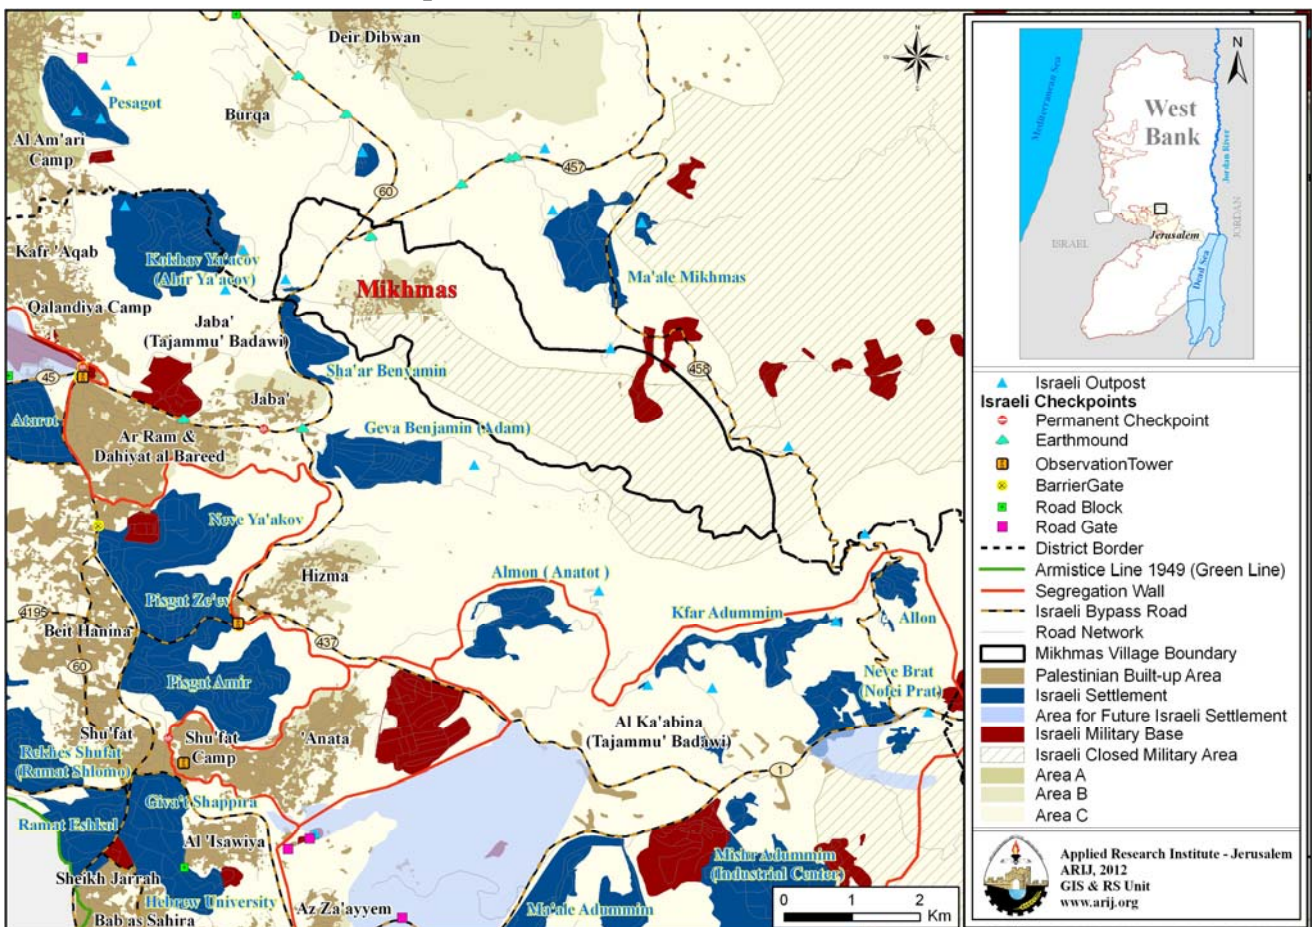 Deir Dibwan
Burqa
Pesagot
Al Am'ari
Camp
457
60
Kafr 'Aqab
Kokhav Ya'acov
(Abir Ya'acov)
Mikhmas
Ma'ale Mikhmas
Qalandiya Camp
Jaba'
(Tajammu' Badawi)
Sha'ar Benyamin
458
45
Jaba'
Atarot
Ar Ram &
Dahiyat al Bareed
Geva Benjamin (Adam)
Neve Ya'akov
Hizma
Almon ( Anatot )
Pisgat Ze'ev
Kfar Adummim
Allon
4195
Beit Hanina
437
60
Pisgat Amir
Neve Brat
(Nofei Prat)
Shu'fat
Shu'fat
Camp
'Anata
Al Ka'abina
(Tajammu' Badawi)
Rekhes Shufat
(Ramat Shlomo)
1
Giva't Shappira
Ramat Eshkol
Al 'Isawiya
Mishr Adummim
(Industrial Center)
Sheikh Jarrah
Hebrew University
Bab as Sahira
Az Za'ayyem
Ma'ale Adummim
0 1 2
Km
N
Mediterranean Sea
West
Bank
Jordan River
JORDAN
Jerusalem
ISRAEL
Dead Sea
Israeli Outpost
Israeli Checkpoints
Permanent Checkpoint
Earthmound
ObservationTower
BarrierGate
Road Block
Road Gate
District Border
Armistice Line 1949 (Green Line)
Segregation Wall
Israeli Bypass Road
Road Network
Mikhmas Village Boundary
Palestinian Built-up Area
Israeli Settlement
Area for Future Israeli Settlement
Israeli Military Base
Israeli Closed Military Area
Area A
Area B
Area C
Applied Research Institute - Jerusalem
ARIJ, 2012
GIS & RS Unit
www.arij.org